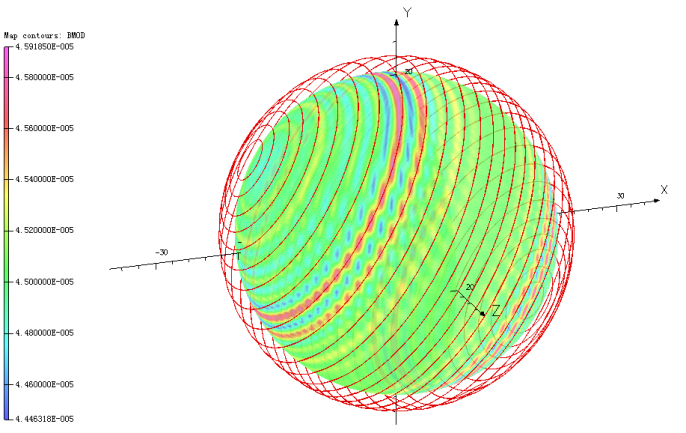 Y
Map contours: BMOD
4.591850E-005
4.580000E-005
4.560000E-005
4.540000E-005
4.520000E-005
4.500000E-005
4.480000E-005
4.460000E-005
4.446318E-005
20
X
30
-30
20
Z